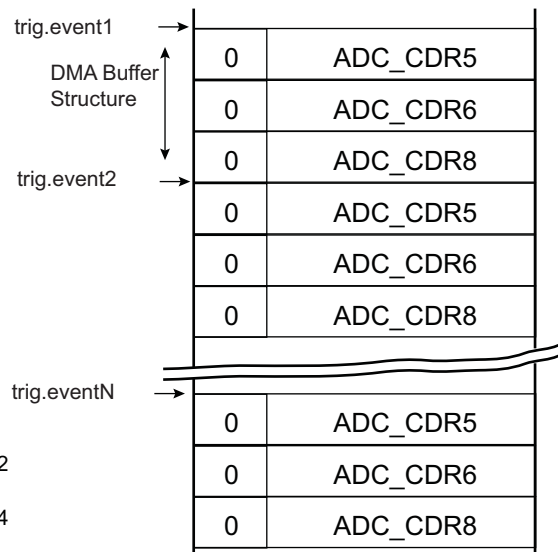 trig.event1
DMA Buffer
Structure
0 ADC_CDR5
0 ADC_CDR6
0 ADC_CDR8
trig.event2
0 ADC_CDR5
0 ADC_CDR6
0 ADC_CDR8
trig.eventN
0 ADC_CDR5
2
0 ADC_CDR6
4
0 ADC_CDR8